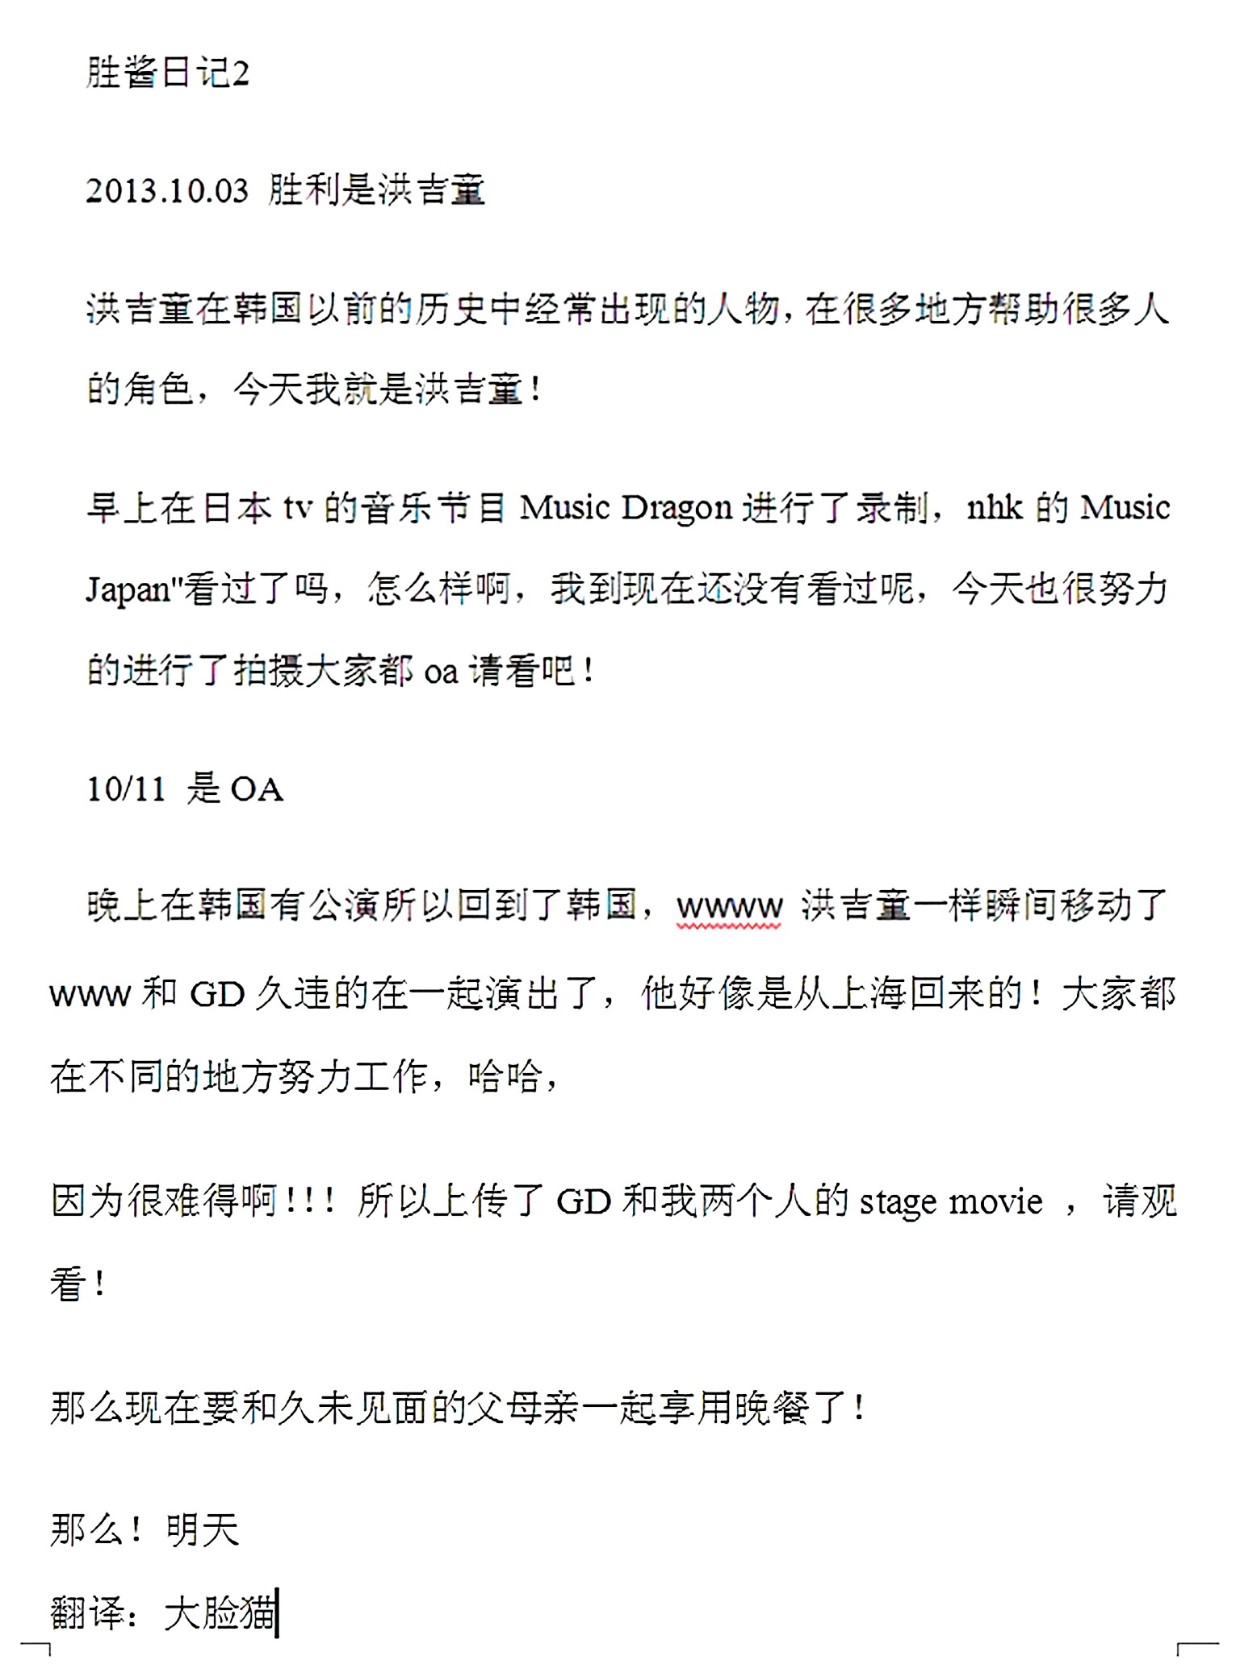 胜酱日记2
2013.10.03 胜利是洪吉童
洪吉童在韩国以前的历史中经常出现的人物，在很多地方帮助很多人
的角色，今天我就是洪吉童！
早上在日本 tv 的音乐节目 Music Dragon 进行了录制，nhk 的 Music
Japan"看过了吗，怎么样啊，我到现在还没有看过呢，今天也很努力
的进行了拍摄大家都 oa 请看吧！
10/11 是 OA
晚上在韩国有公演所以回到了韩国，wwww 洪吉童一样瞬间移动了
www 和 GD 久违的在一起演出了，他好像是从上海回来的！大家都
在不同的地方努力工作，哈哈，
因为很难得啊！！！所以上传了 GD 和我两个人的 stage movie ，请观
看！
那么现在要和久未见面的父母亲一起享用晚餐了！
那么！明天
翻译：大脸猫